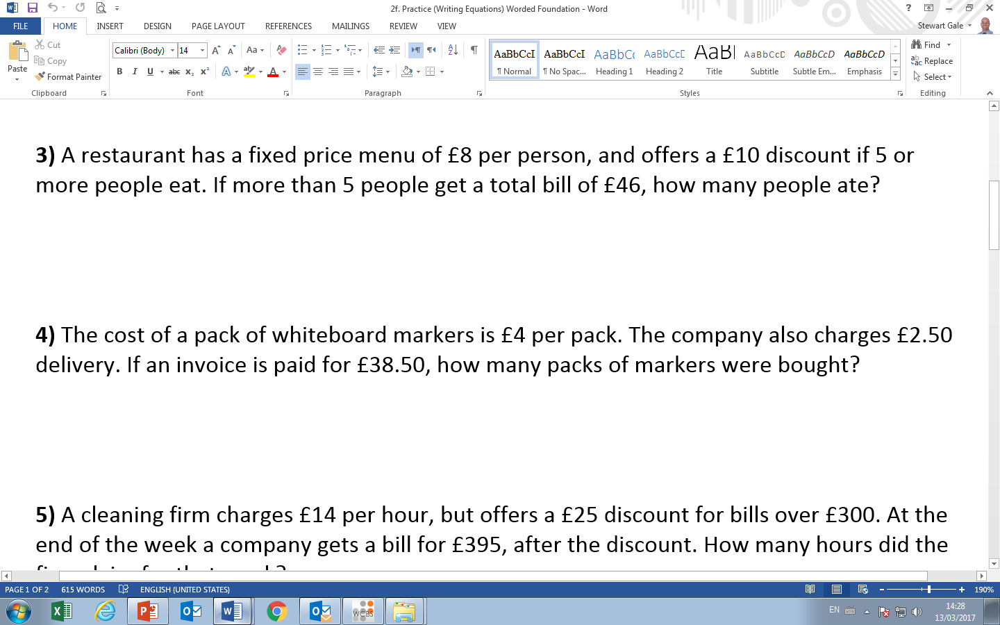 2f. Practice (Writing Equations) Worded Foundation - Word
?
FILE HOME INSERT DESIGN PAGE LAYOUT REFERENCES MAILINGS REVIEW VIEW Stewart Gale
Paste
Cut
Copy
Format Painter
Clipboard
Calibri (Body) 14
B I U abc x₂ x²
Font
Paragraph
AaBbCcI AaBbCcI AaBbC AaBbCcD AaB AaBbCcD AaBbCcD AaBbCcD
¶ Normal ¶ No Spac... Heading 1 Heading 2 Title Subtitle Subtle Em... Emphasis
Styles
Find
Replace
Select
Editing
3) A restaurant has a fixed price menu of £8 per person, and offers a £10 discount if 5 or
more people eat. If more than 5 people get a total bill of £46, how many people ate?
4) The cost of a pack of whiteboard markers is £4 per pack. The company also charges £2.50
delivery. If an invoice is paid for £38.50, how many packs of markers were bought?
5) A cleaning firm charges £14 per hour, but offers a £25 discount for bills over £300. At the
end of the week a company gets a bill for £395, after the discount. How many hours did the
PAGE 1 OF 2 615 WORDS ENGLISH (UNITED STATES) 190%
WCBS
EN
14:28
13/03/2017